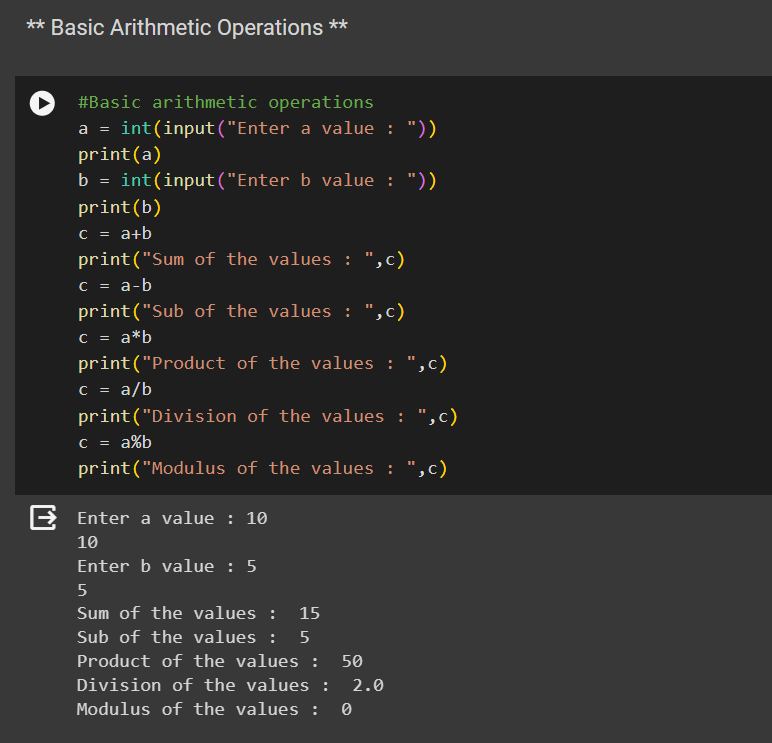 ** Basic Arithmetic Operations **
#Basic arithmetic operations
a = int(input("Enter a value : "))
print(a)
b = int(input("Enter b value : "))
print(b)
c = a+b
print("Sum of the values : ",c)
c = a-b
print("Sub of the values : ",c)
c = a*b
print("Product of the values : ",c)
c = a/b
print("Division of the values : ",c)
c = a%b
print("Modulus of the values : ",c)
Enter a value : 10
10
Enter b value : 5
5
Sum of the values :  15
Sub of the values :  5
Product of the values :  50
Division of the values :  2.0
Modulus of the values :  0